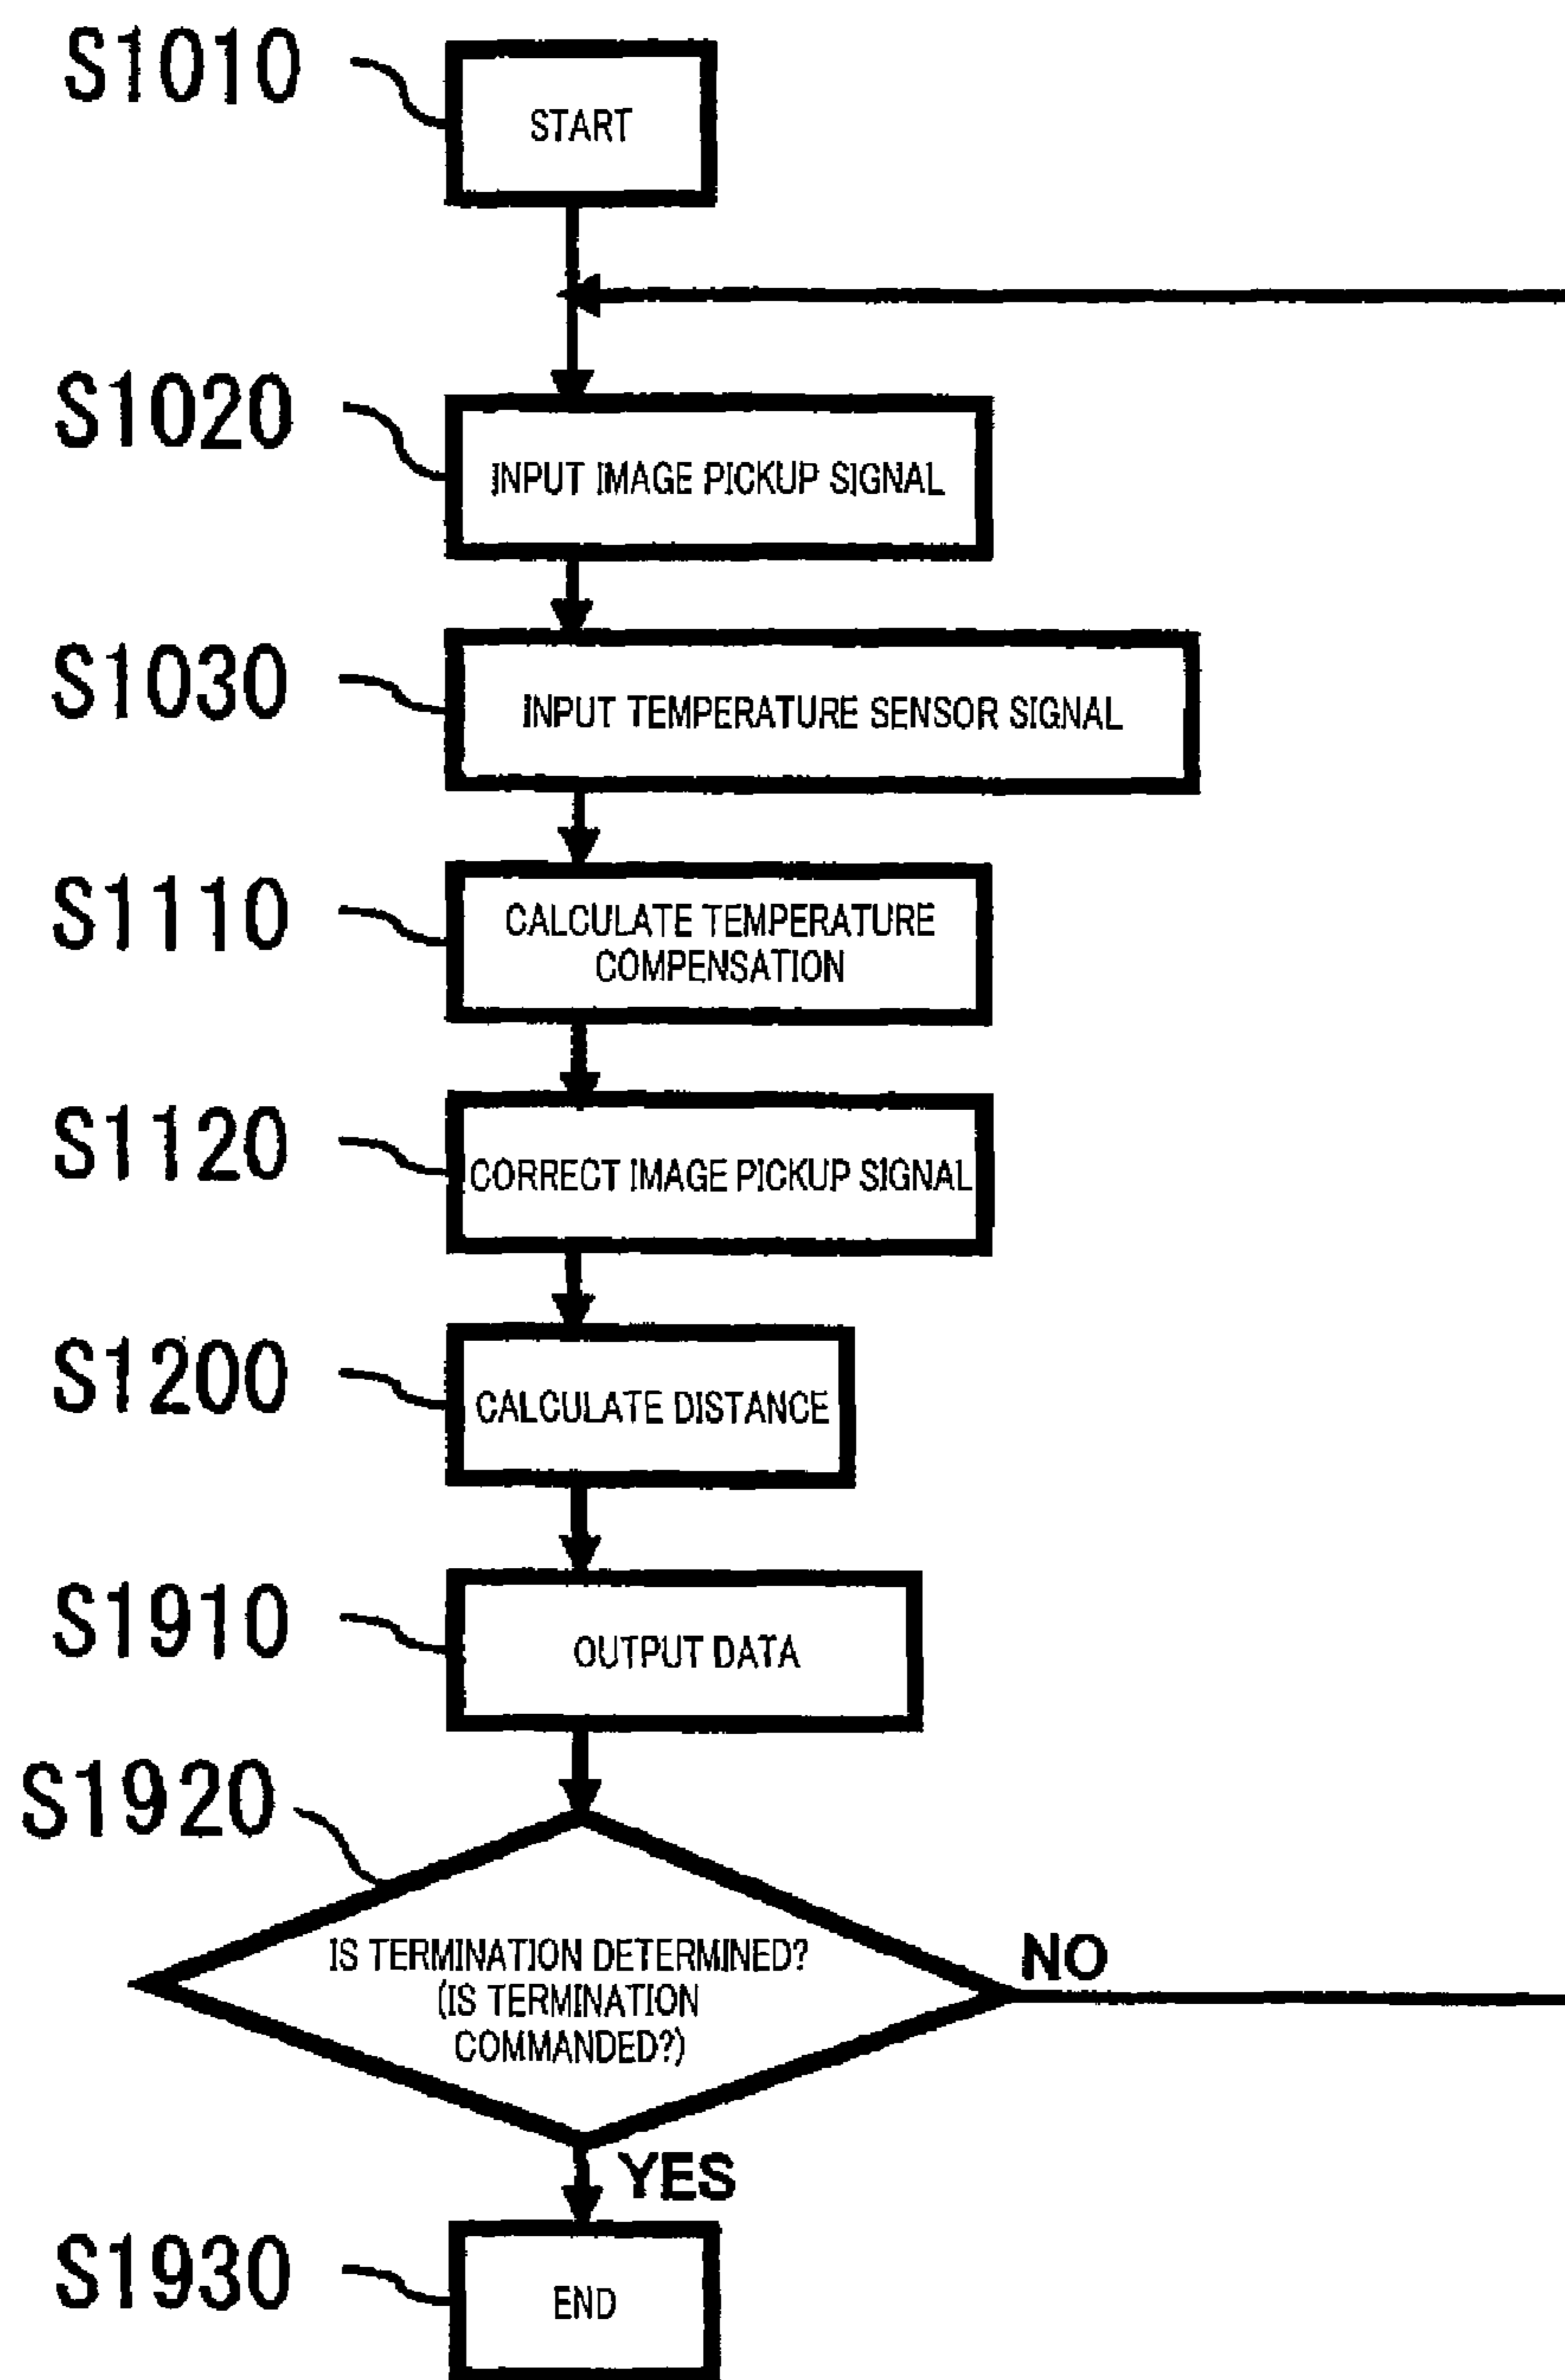 S1010
START
S1020
INPUT IMAGE PICKUP SIGNAL
S1030
INPUT TEMPERATURE SENSOR SIGNAL
S1110
CALCULATE TEMPERATURE
COMPENSATION
S1120
CORRECT IMAGE PICKUP SIGNAL
S1200
CALCULATE DISTANCE
S1910
OUTPUT DATA
S1920
IS TERMINATION DETERMINED?
(IS TERMINATION
COMMANDED?)
NO
YES
S1930
END